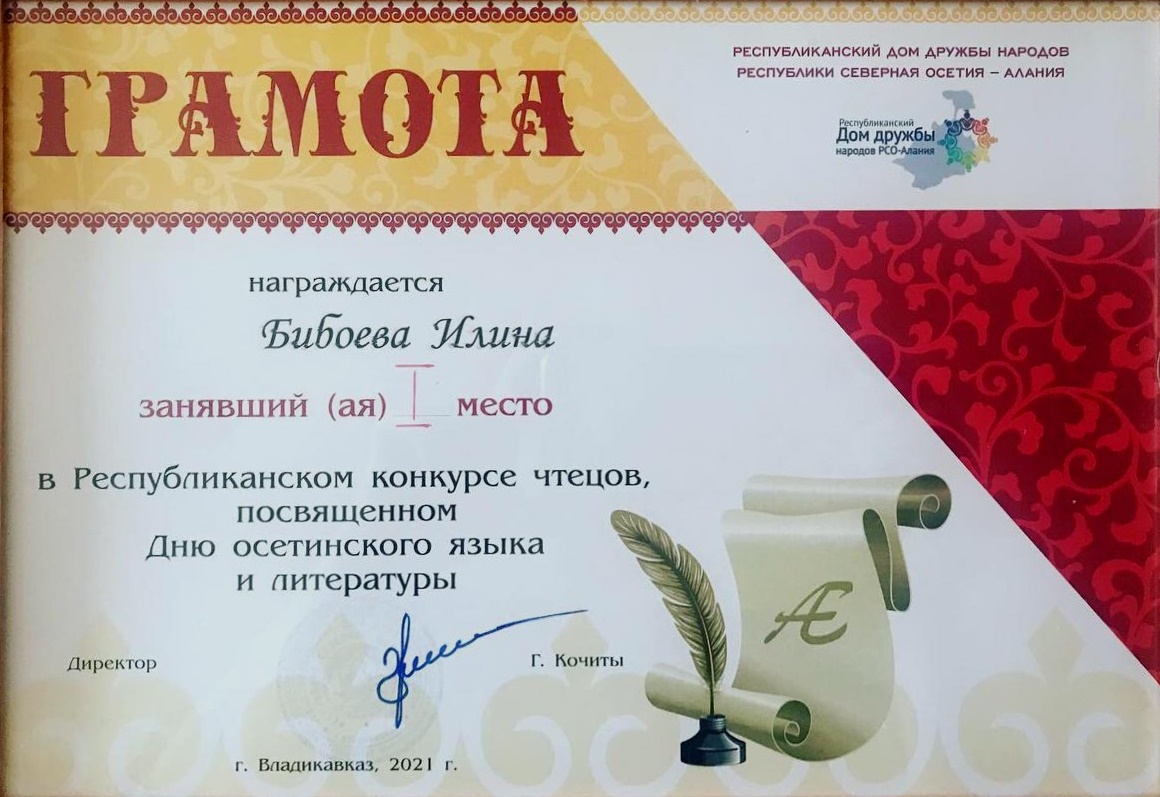 ГРАМОТА
РЕСПУБЛИКАНСКИЙ ДОМ ДРУЖБЫ НАРОДОВ
РЕСПУБЛИКИ СЕВЕРНАЯ ОСЕТИЯ – АЛАНИЯ
Республиканский
Дом дружбы
народов РСО-Алания
награждается
Бибоева Илина
занявший (ая) I место
в Республиканском конкурсе чтецов,
посвященном
Дню осетинского языка
и литературы
Æ
Директор Г. Кочиты
г. Владикавказ, 2021 г.